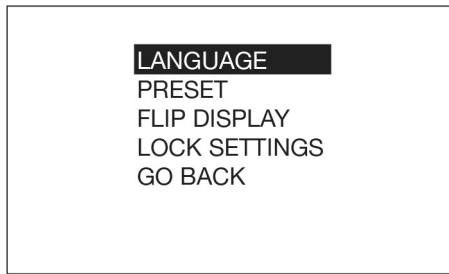 LANGUAGE
PRESET
FLIP DISPLAY
LOCK SETTINGS
GO BACK